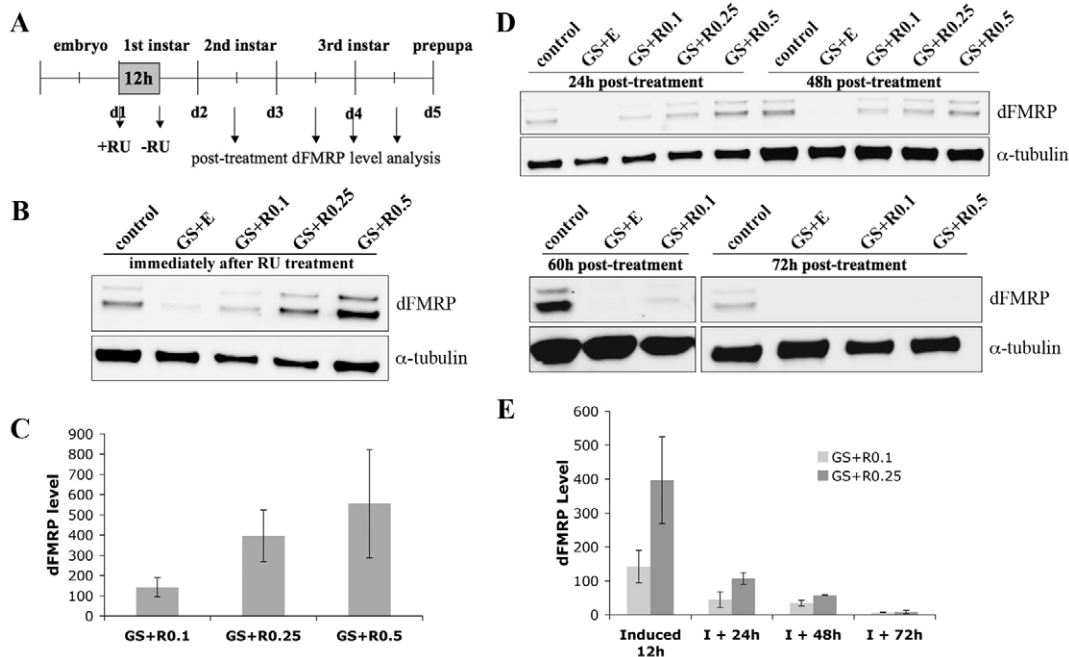 A
embryo 1st instar 2nd instar 3rd instar prepupa
12h
d1 d2 d3 d4 d5
+RU -RU post-treatment dFMRP level analysis
B
control GS+E GS+R0.1 GS+R0.25 GS+R0.5
immediately after RU treatment
dFMRP
α-tubulin
C
dFMRP level
900
800
700
600
500
400
300
200
100
0
GS+R0.1 GS+R0.25 GS+R0.5
D
control GS+E GS+R0.1 GS+R0.25 GS+R0.5 control GS+E GS+R0.1 GS+R0.25 GS+R0.5
24h post-treatment 48h post-treatment
dFMRP
α-tubulin
control GS+E GS+R0.1 control GS+E GS+R0.1 GS+R0.5
60h post-treatment 72h post-treatment
dFMRP
α-tubulin
E
dFMRP Level
600
500
400
300
200
100
0
GS+R0.1
GS+R0.25
Induced I + 24h I + 48h I + 72h
12h